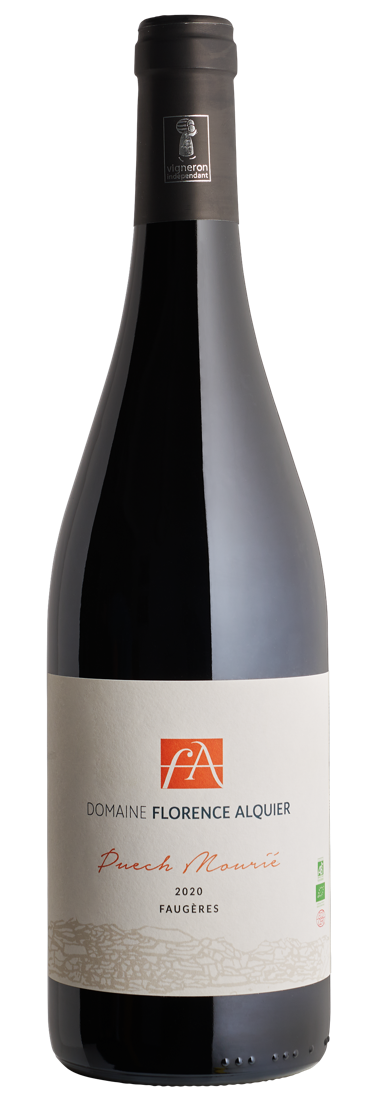 vigneron
indépendant
fA
DOMAINE FLORENCE ALQUIER
Puech Mourié
2020
FAUGÈRES